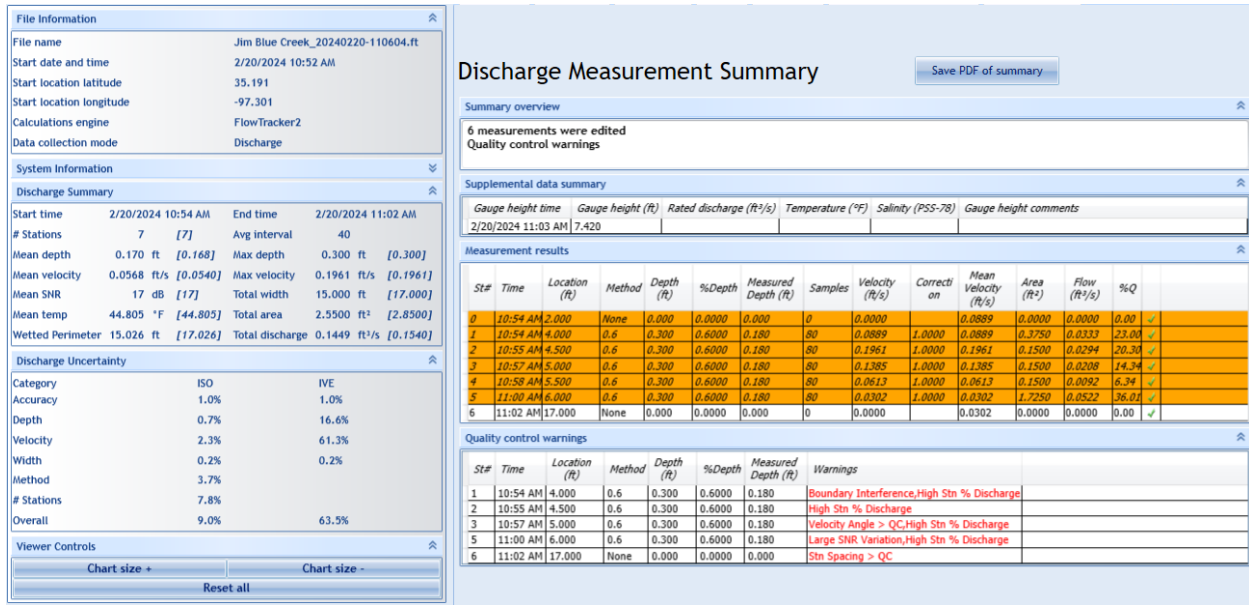 File Information
File name Jim Blue Creek_20240220-110604.ft
Start date and time 2/20/2024 10:52 AM
Start location latitude 35.191
Start location longitude -97.301
Calculations engine FlowTracker2
Data collection mode Discharge
System Information
Discharge Summary
Start time 2/20/2024 10:54 AM End time 2/20/2024 11:02 AM
# Stations 7 [7] Avg interval 40
Mean depth 0.170 ft [0.168] Max depth 0.300 ft [0.300]
Mean velocity 0.0568 ft/s [0.0540] Max velocity 0.1961 ft/s [0.1961]
Mean SNR 17 dB [17] Total width 15.000 ft [17.000]
Mean temp 44.805 °F [44.805] Total area 2.5500 ft² [2.8500]
Wetted Perimeter 15.026 ft [17.026] Total discharge 0.1449 ft³/s [0.1540]
Discharge Uncertainty
Category ISO IVE
Accuracy 1.0% 1.0%
Depth 0.7% 16.6%
Velocity 2.3% 61.3%
Width 0.2% 0.2%
Method 3.7%
# Stations 7.8%
Overall 9.0% 63.5%
Viewer Controls
Chart size + Chart size -
Reset all
Discharge Measurement Summary
Save PDF of summary
Summary overview
6 measurements were edited
Quality control warnings
Supplemental data summary
Gauge height time Gauge height (ft) Rated discharge (ft³/s) Temperature (°F) Salinity (PSS-78) Gauge height comments
2/20/2024 11:03 AM 7.420
Measurement results
St# Time Location (ft) Method Depth (ft) %Depth Measured Depth (ft) Samples Velocity (ft/s) Correction Mean Velocity (ft/s) Area (ft²) Flow (ft³/s) %Q
0 10:54 AM 2.000 None 0.000 0.0000 0.000 0 0.0000 0.0889 0.0000 0.0000 0.00
1 10:54 AM 4.000 0.6 0.300 0.6000 0.180 80 0.0889 1.0000 0.0889 0.3750 0.0333 23.00
2 10:55 AM 4.500 0.6 0.300 0.6000 0.180 80 0.1961 1.0000 0.1961 0.1500 0.0294 20.30
3 10:57 AM 5.000 0.6 0.300 0.6000 0.180 80 0.1385 1.0000 0.1385 0.1500 0.0208 14.34
4 10:58 AM 5.500 0.6 0.300 0.6000 0.180 80 0.0613 1.0000 0.0613 0.1500 0.0092 6.34
5 11:00 AM 6.000 0.6 0.300 0.6000 0.180 80 0.0302 1.0000 0.0302 1.7250 0.0522 36.01
6 11:02 AM 17.000 None 0.000 0.0000 0.000 0 0.0000 0.0302 0.0000 0.0000 0.00
Quality control warnings
St# Time Location (ft) Method Depth (ft) %Depth Measured Depth (ft) Warnings
1 10:54 AM 4.000 0.6 0.300 0.6000 0.180 Boundary Interference,High Stn % Discharge
2 10:55 AM 4.500 0.6 0.300 0.6000 0.180 High Stn % Discharge
3 10:57 AM 5.000 0.6 0.300 0.6000 0.180 Velocity Angle > QC,High Stn % Discharge
5 11:00 AM 6.000 0.6 0.300 0.6000 0.180 Large SNR Variation,High Stn % Discharge
6 11:02 AM 17.000 None 0.000 0.0000 0.000 Stn Spacing > QC